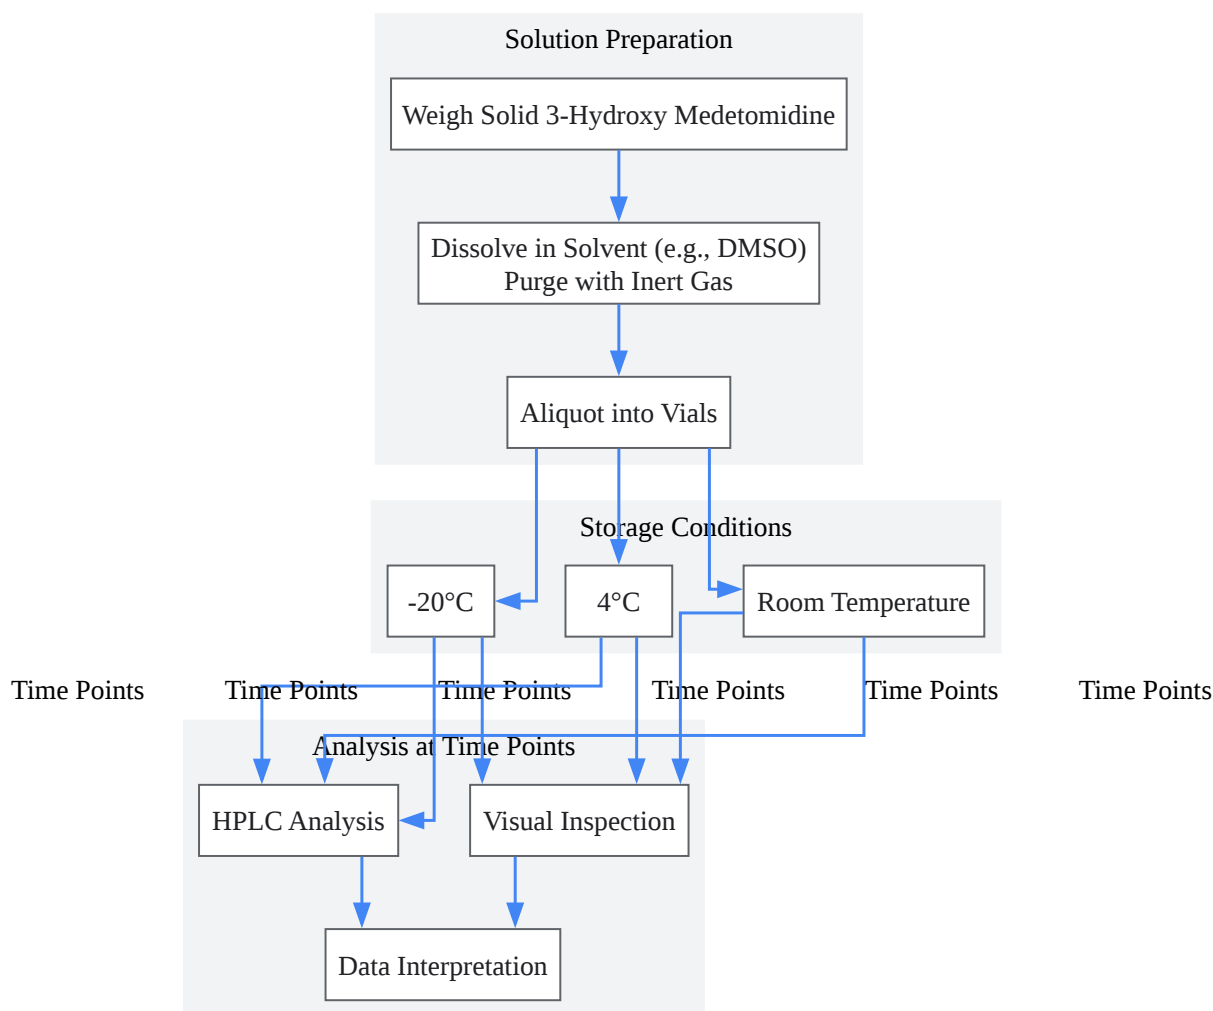 Solution Preparation
Weigh Solid 3-Hydroxy Medetomidine
Dissolve in Solvent (e.g., DMSO)
Purge with Inert Gas
Aliquot into Vials
Storage Conditions
-20°C
4°C
Room Temperature
Time Points
Time Points
Time Points
Time Points
Time Points
Time Points
Analysis at Time Points
HPLC Analysis
Visual Inspection
Data Interpretation